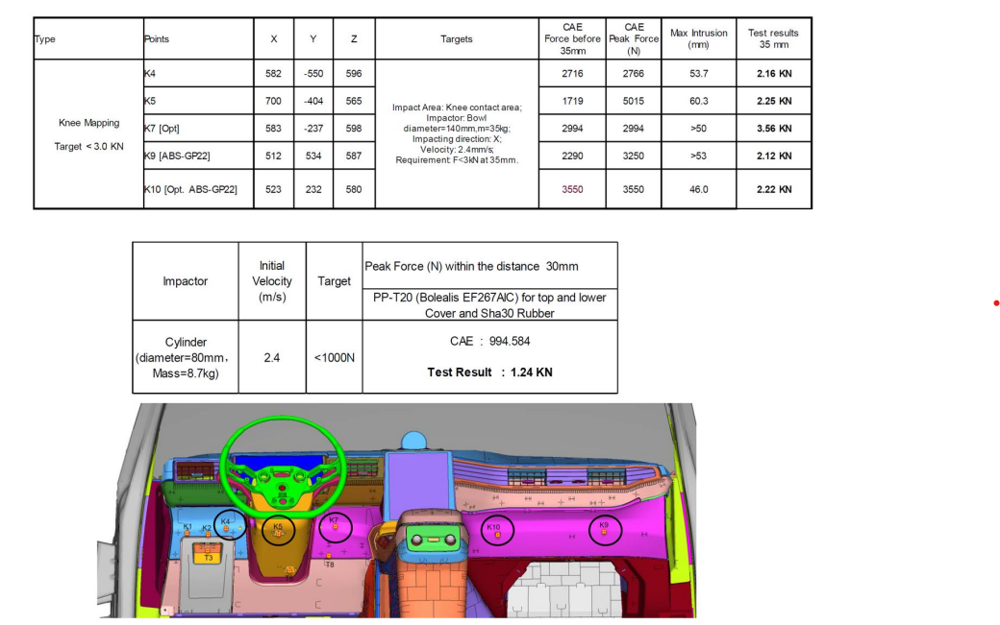 Type Points X Y Z Targets CAE Force before 35mm CAE Peak Force (N) Max Intrusion (mm) Test results 35 mm
Knee Mapping
Target < 3.0 KN
K4 582 -550 596 2716 2766 53.7 2.16 KN
K5 700 -404 565 1719 5015 60.3 2.25 KN
K7 [Opt] 583 -237 598 2994 2994 >50 3.56 KN
K9 [ABS-GP22] 512 534 587 2290 3250 >53 2.12 KN
K10 [Opt. ABS-GP22] 523 232 580 3550 3550 46.0 2.22 KN
Impact Area: Knee contact area;
Impactor: Bowl
diameter=140mm,m=35kg;
Impacting direction: X;
Velocity: 2.4mm/s;
Requirement: F<3kN at 35mm.
Impactor
Initial
Velocity
(m/s)
Target
Peak Force (N) within the distance 30mm
PP-T20 (Bolealis EF267AIC) for top and lower
Cover and Sha30 Rubber
Cylinder
(diameter=80mm,
Mass=8.7kg)
2.4
<1000N
CAE : 994.584
Test Result : 1.24 KN
K1 K2 K4 K5 K7 K10 K9
T3 T8